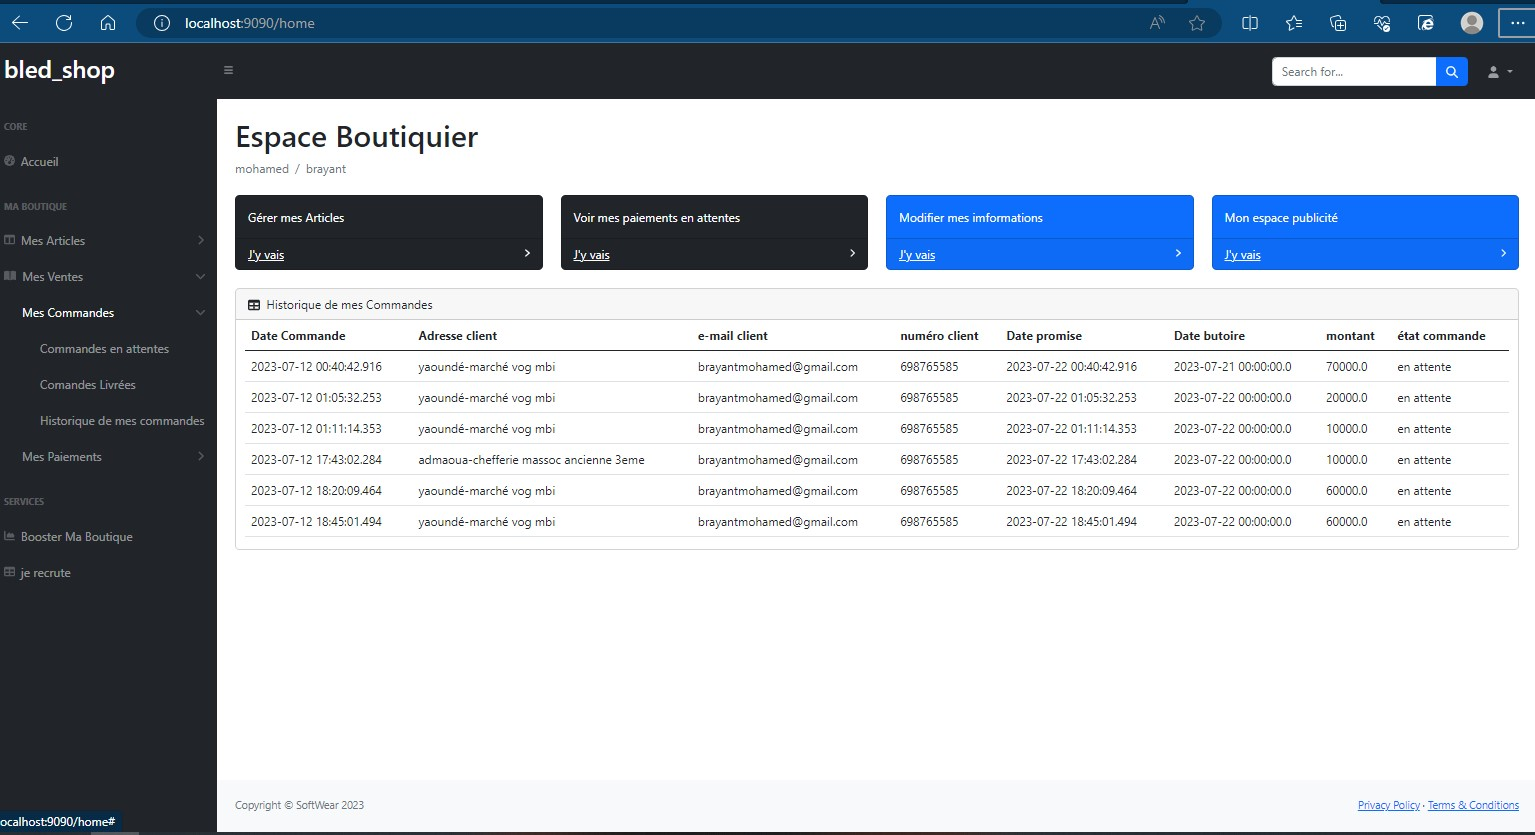 localhost:9090/home
bled_shop
Search for...
CORE
Accueil
MA BOUTIQUE
Mes Articles
Mes Ventes
Mes Commandes
Commandes en attentes
Comandes Livrées
Historique de mes commandes
Mes Paiements
SERVICES
Booster Ma Boutique
je recrute
Espace Boutiquier
mohamed / brayant
Gérer mes Articles
J'y vais
Voir mes paiements en attentes
J'y vais
Modifier mes imformations
J'y vais
Mon espace publicité
J'y vais
Historique de mes Commandes
Date Commande Adresse client e-mail client numéro client Date promise Date butoire montant état commande
2023-07-12 00:40:42.916 yaoundé-marché vog mbi brayantmohamed@gmail.com 698765585 2023-07-22 00:40:42.916 2023-07-21 00:00:00.0 70000.0 en attente
2023-07-12 01:05:32.253 yaoundé-marché vog mbi brayantmohamed@gmail.com 698765585 2023-07-22 01:05:32.253 2023-07-22 00:00:00.0 20000.0 en attente
2023-07-12 01:11:14.353 yaoundé-marché vog mbi brayantmohamed@gmail.com 698765585 2023-07-22 01:11:14.353 2023-07-22 00:00:00.0 10000.0 en attente
2023-07-12 17:43:02.284 admaoua-chefferie massoc ancienne 3eme brayantmohamed@gmail.com 698765585 2023-07-22 17:43:02.284 2023-07-22 00:00:00.0 10000.0 en attente
2023-07-12 18:20:09.464 yaoundé-marché vog mbi brayantmohamed@gmail.com 698765585 2023-07-22 18:20:09.464 2023-07-22 00:00:00.0 60000.0 en attente
2023-07-12 18:45:01.494 yaoundé-marché vog mbi brayantmohamed@gmail.com 698765585 2023-07-22 18:45:01.494 2023-07-22 00:00:00.0 60000.0 en attente
Copyright © SoftWear 2023
Privacy Policy · Terms & Conditions
ocalhost:9090/home#